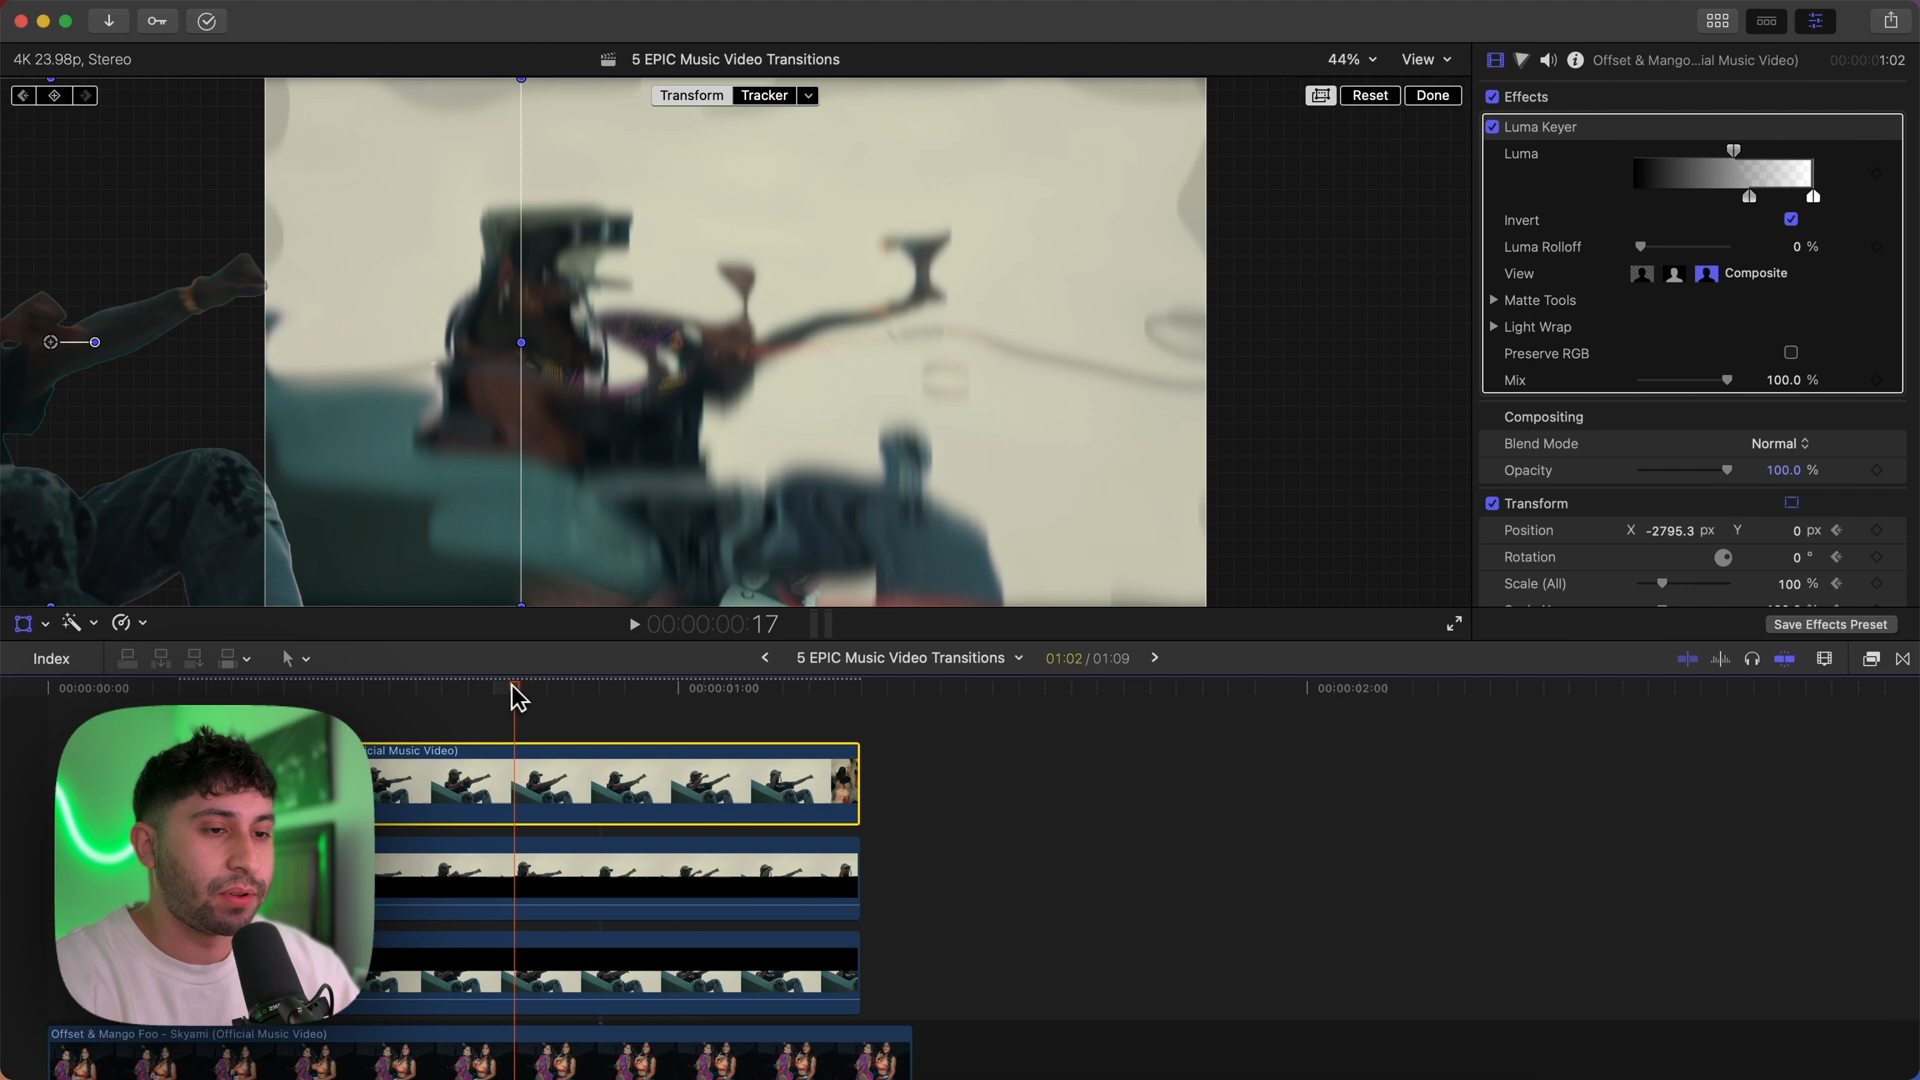 4K 23.98p, Stereo
5 EPIC Music Video Transitions
44%
View
Offset & Mango...ial Music Video)
00:00:01:02
Transform
Tracker
Reset
Done
Effects
Luma Keyer
Luma
Invert
Luma Rolloff
0 %
View
Composite
Matte Tools
Light Wrap
Preserve RGB
Mix
100.0 %
Compositing
Blend Mode
Normal
Opacity
100.0 %
Transform
Position
X -2795.3 px Y 0 px
Rotation
0 °
Scale (All)
100 %
00:00:00:17
Save Effects Preset
Index
5 EPIC Music Video Transitions
01:02 / 01:09
00:00:00:00
00:00:01:00
00:00:02:00
icial Music Video)
Offset & Mango Foo - Skyami (Official Music Video)